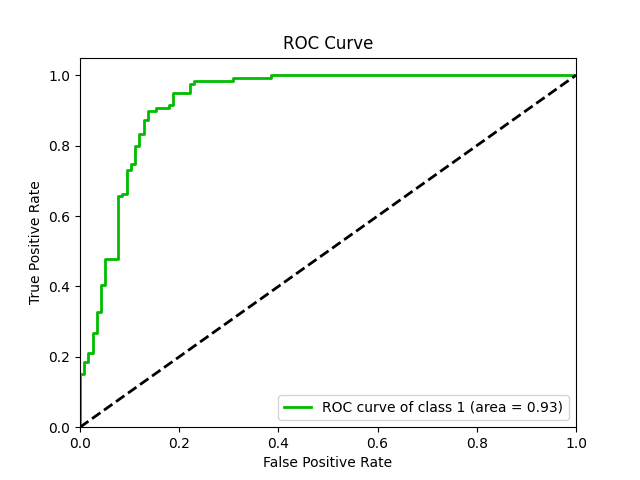 ROC Curve
1.0
0.8
0.6
0.4
0.2
0.0
True Positive Rate
ROC curve of class 1 (area = 0.93)
0.0 0.2 0.4 0.6 0.8 1.0
False Positive Rate